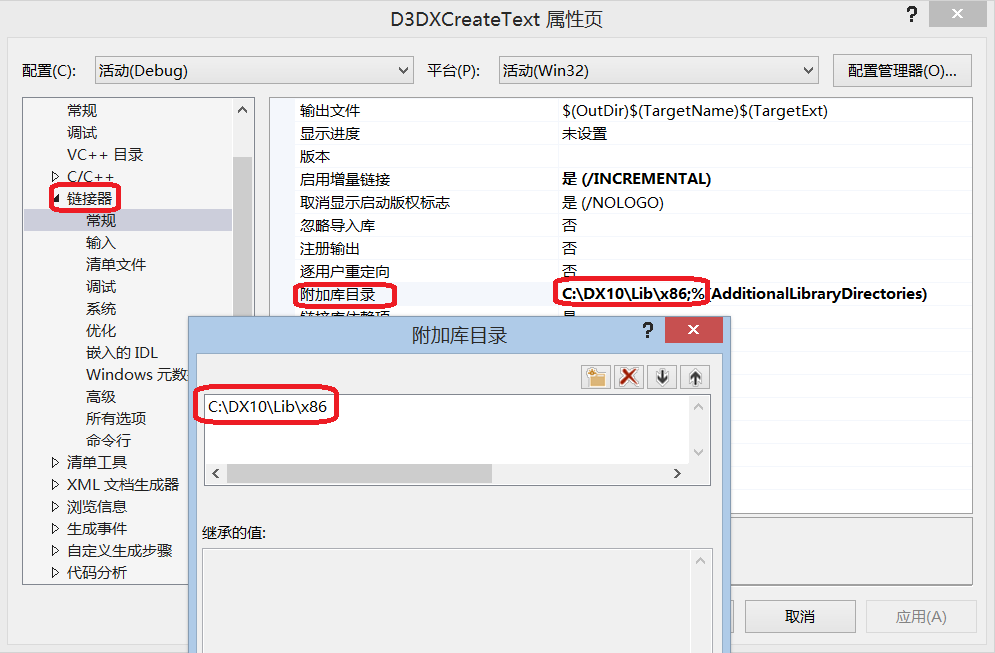 D3DXCreateText 属性页
配置(C): 活动(Debug) 平台(P): 活动(Win32) 配置管理器(O)...
常规
调试
VC++ 目录
C/C++
链接器
常规
输入
清单文件
调试
系统
优化
嵌入的 IDL
Windows 元数
高级
所有选项
命令行
清单工具
XML 文档生成器
浏览信息
生成事件
自定义生成步骤
代码分析
输出文件 $(OutDir)$(TargetName)$(TargetExt)
显示进度 未设置
版本
启用增量链接 是 (/INCREMENTAL)
取消显示启动版权标志 是 (/NOLOGO)
忽略导入库 否
注册输出 否
逐用户重定向 否
附加库目录 C:\DX10\Lib\x86;%(AdditionalLibraryDirectories)
附加库目录
C:\DX10\Lib\x86
继承的值:
取消 应用(A)